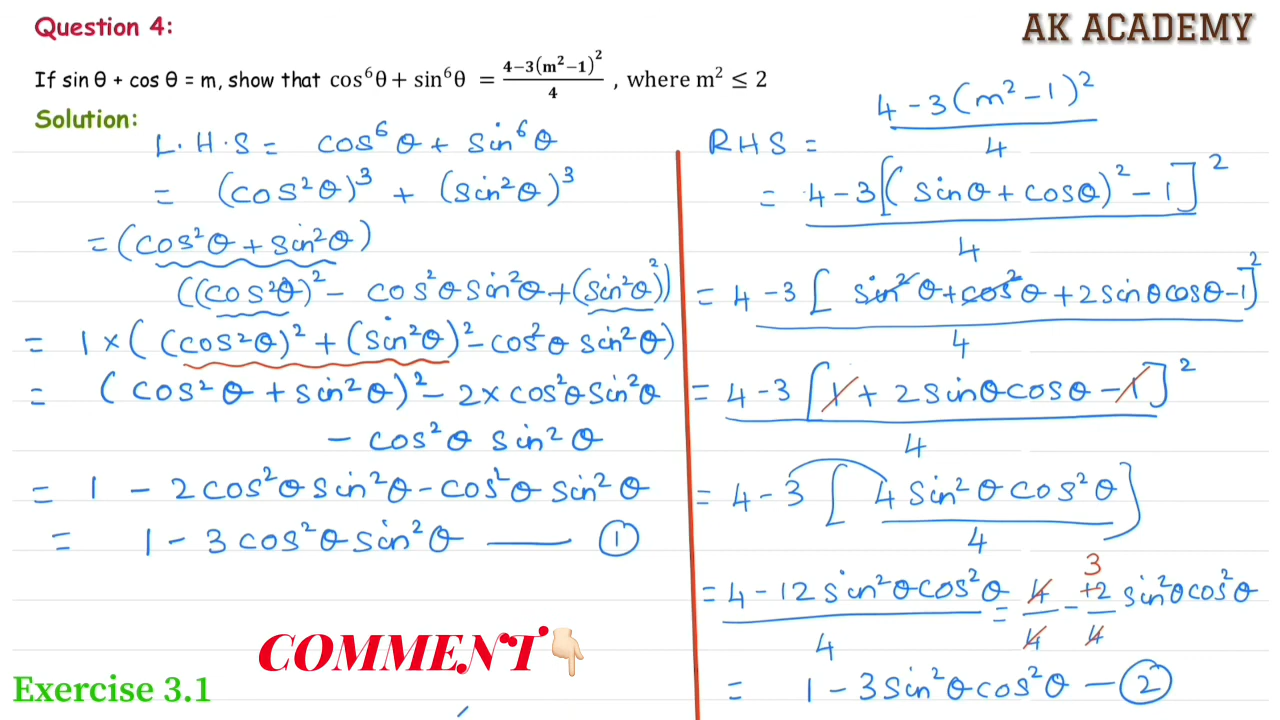 Question 4:
AK ACADEMY
If sin θ + cos θ = m, show that cos⁶θ + sin⁶θ = (4−3(m²−1)²)/4 , where m² ≤ 2
Solution:
L.H.S = cos⁶θ + sin⁶θ
= (cos²θ)³ + (sin²θ)³
= (cos²θ + sin²θ)
((cos²θ)² − cos²θ sin²θ + (sin²θ)²)
= 1 × ( (cos²θ)² + (sin²θ)² − cos²θ sin²θ)
= (cos²θ + sin²θ)² − 2 × cos²θ sin²θ
− cos²θ sin²θ
= 1 − 2cos²θ sin²θ − cos²θ sin²θ
= 1 − 3cos²θ sin²θ —— ①
RHS = (4 − 3(m² − 1)²)/4
= (4 − 3[(sinθ + cosθ)² − 1]²)/4
= (4 − 3[sin²θ + cos²θ + 2sinθcosθ − 1]²)/4
= (4 − 3[1 + 2sinθcosθ − 1]²)/4
= 4 − 3[4sin²θcos²θ]/4
= (4 − 12sin²θcos²θ)/4 = 4/4 − 12/4 sin²θcos²θ
3
= 1 − 3sin²θcos²θ — ②
COMMENT👇🏻
Exercise 3.1